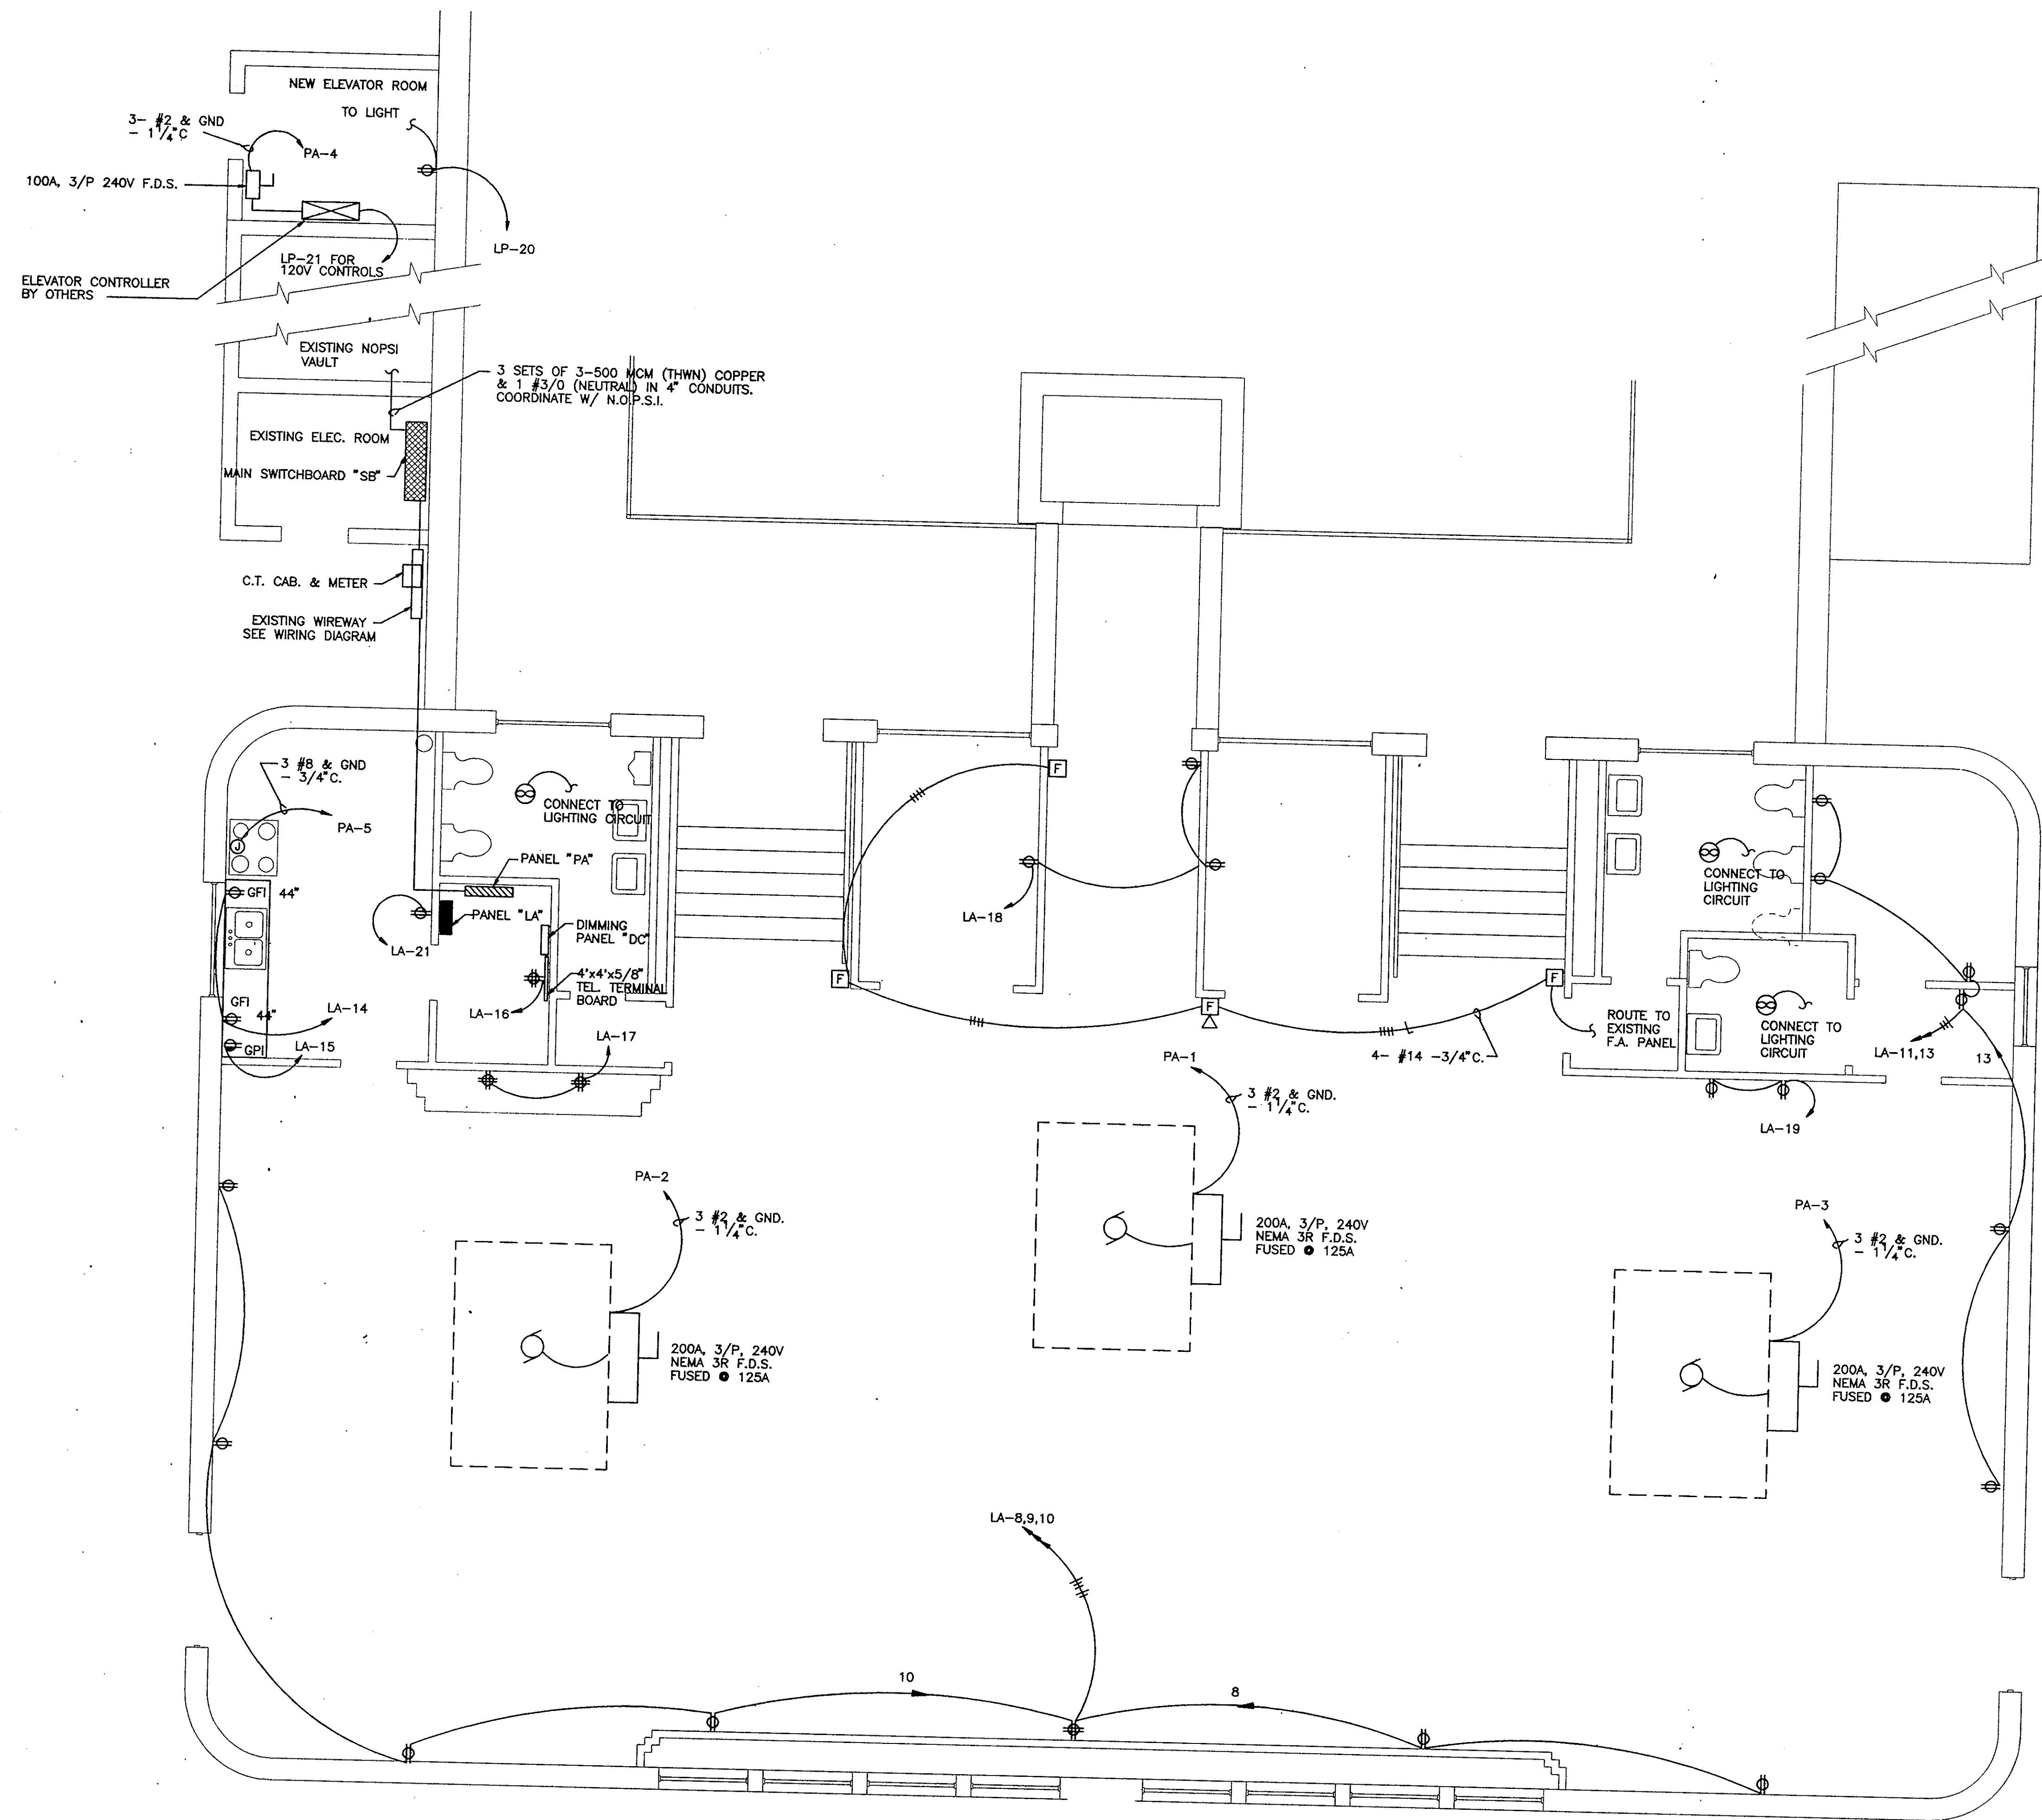 NEW ELEVATOR ROOM
TO LIGHT
3- #2 & GND
- 1 1/4"C
PA-4
100A, 3/P 240V F.D.S.
LP-20
LP-21 FOR
120V CONTROLS
ELEVATOR CONTROLLER
BY OTHERS
EXISTING NOPSI
VAULT
3 SETS OF 3-500 MCM (THWN) COPPER
& 1 #3/0 (NEUTRAL) IN 4" CONDUITS.
COORDINATE W/ N.O.P.S.I.
EXISTING ELEC. ROOM
MAIN SWITCHBOARD "SB"
C.T. CAB. & METER
EXISTING WIREWAY
SEE WIRING DIAGRAM
3 #8 & GND
- 3/4"C.
PA-5
J
GFI 44"
CONNECT TO
LIGHTING CIRCUIT
PANEL "PA"
PANEL "LA"
DIMMING
PANEL "DC"
LA-21
4'x4'x5/8"
TEL. TERMINAL
BOARD
LA-16
GFI
44"
LA-14
GPI
LA-15
LA-17
F
F
LA-18
F
F
4- #14 -3/4"C.
ROUTE TO
EXISTING
F.A. PANEL
CONNECT TO
LIGHTING
CIRCUIT
CONNECT TO
LIGHTING
CIRCUIT
LA-11,13
13
LA-19
PA-1
3 #2 & GND.
- 1 1/4"C.
200A, 3/P, 240V
NEMA 3R F.D.S.
FUSED @ 125A
PA-2
3 #2 & GND.
- 1 1/4"C.
200A, 3/P, 240V
NEMA 3R F.D.S.
FUSED @ 125A
PA-3
3 #2 & GND.
- 1 1/4"C.
200A, 3/P, 240V
NEMA 3R F.D.S.
FUSED @ 125A
LA-8,9,10
10
8